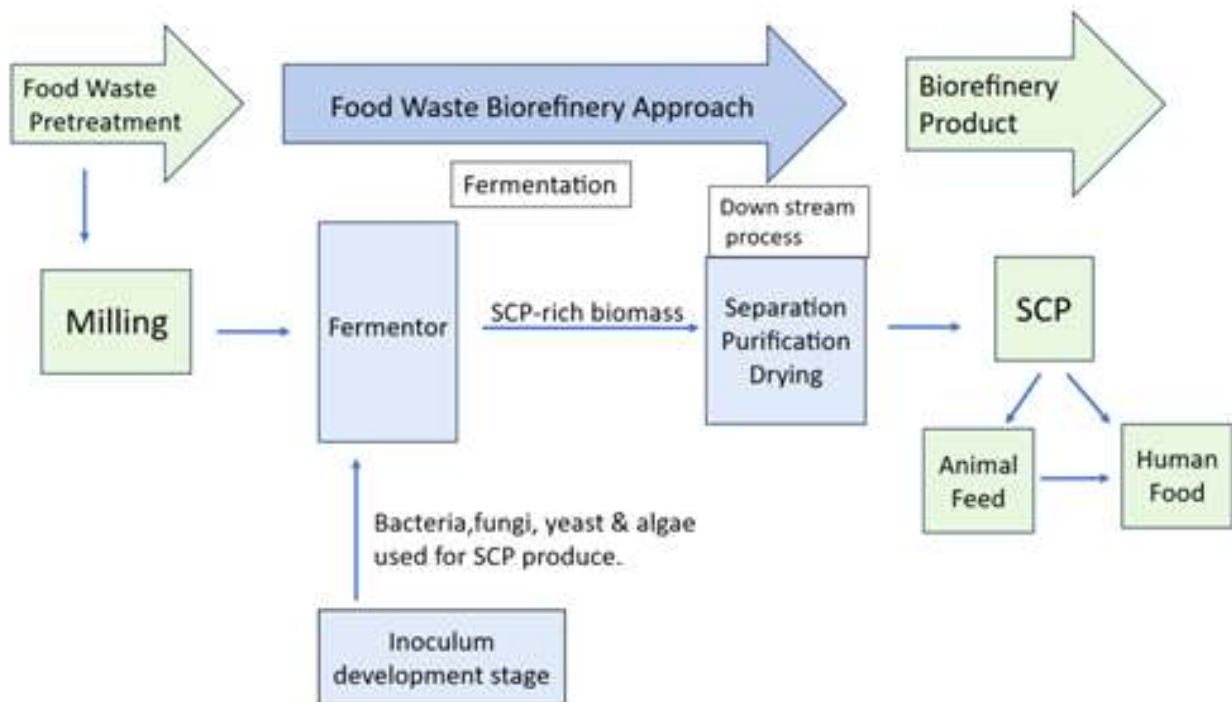 Food Waste
Pretreatment
Food Waste Biorefinery Approach
Biorefinery
Product
Fermentation
Down stream
process
Milling
Fermentor
SCP-rich biomass
Separation
Purification
Drying
SCP
Animal
Feed
Human
Food
Bacteria,fungi, yeast & algae
used for SCP produce.
Inoculum
development stage